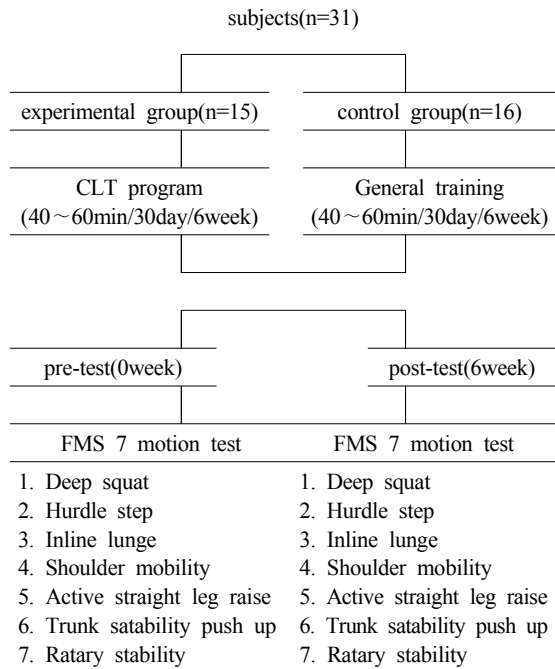 subjects(n=31)
experimental group(n=15)
control group(n=16)
CLT program
(40～60min/30day/6week)
General training
(40～60min/30day/6week)
pre-test(0week)
post-test(6week)
FMS 7 motion test
1. Deep squat
2. Hurdle step
3. Inline lunge
4. Shoulder mobility
5. Active straight leg raise
6. Trunk satability push up
7. Ratary stability
FMS 7 motion test
1. Deep squat
2. Hurdle step
3. Inline lunge
4. Shoulder mobility
5. Active straight leg raise
6. Trunk satability push up
7. Ratary stability